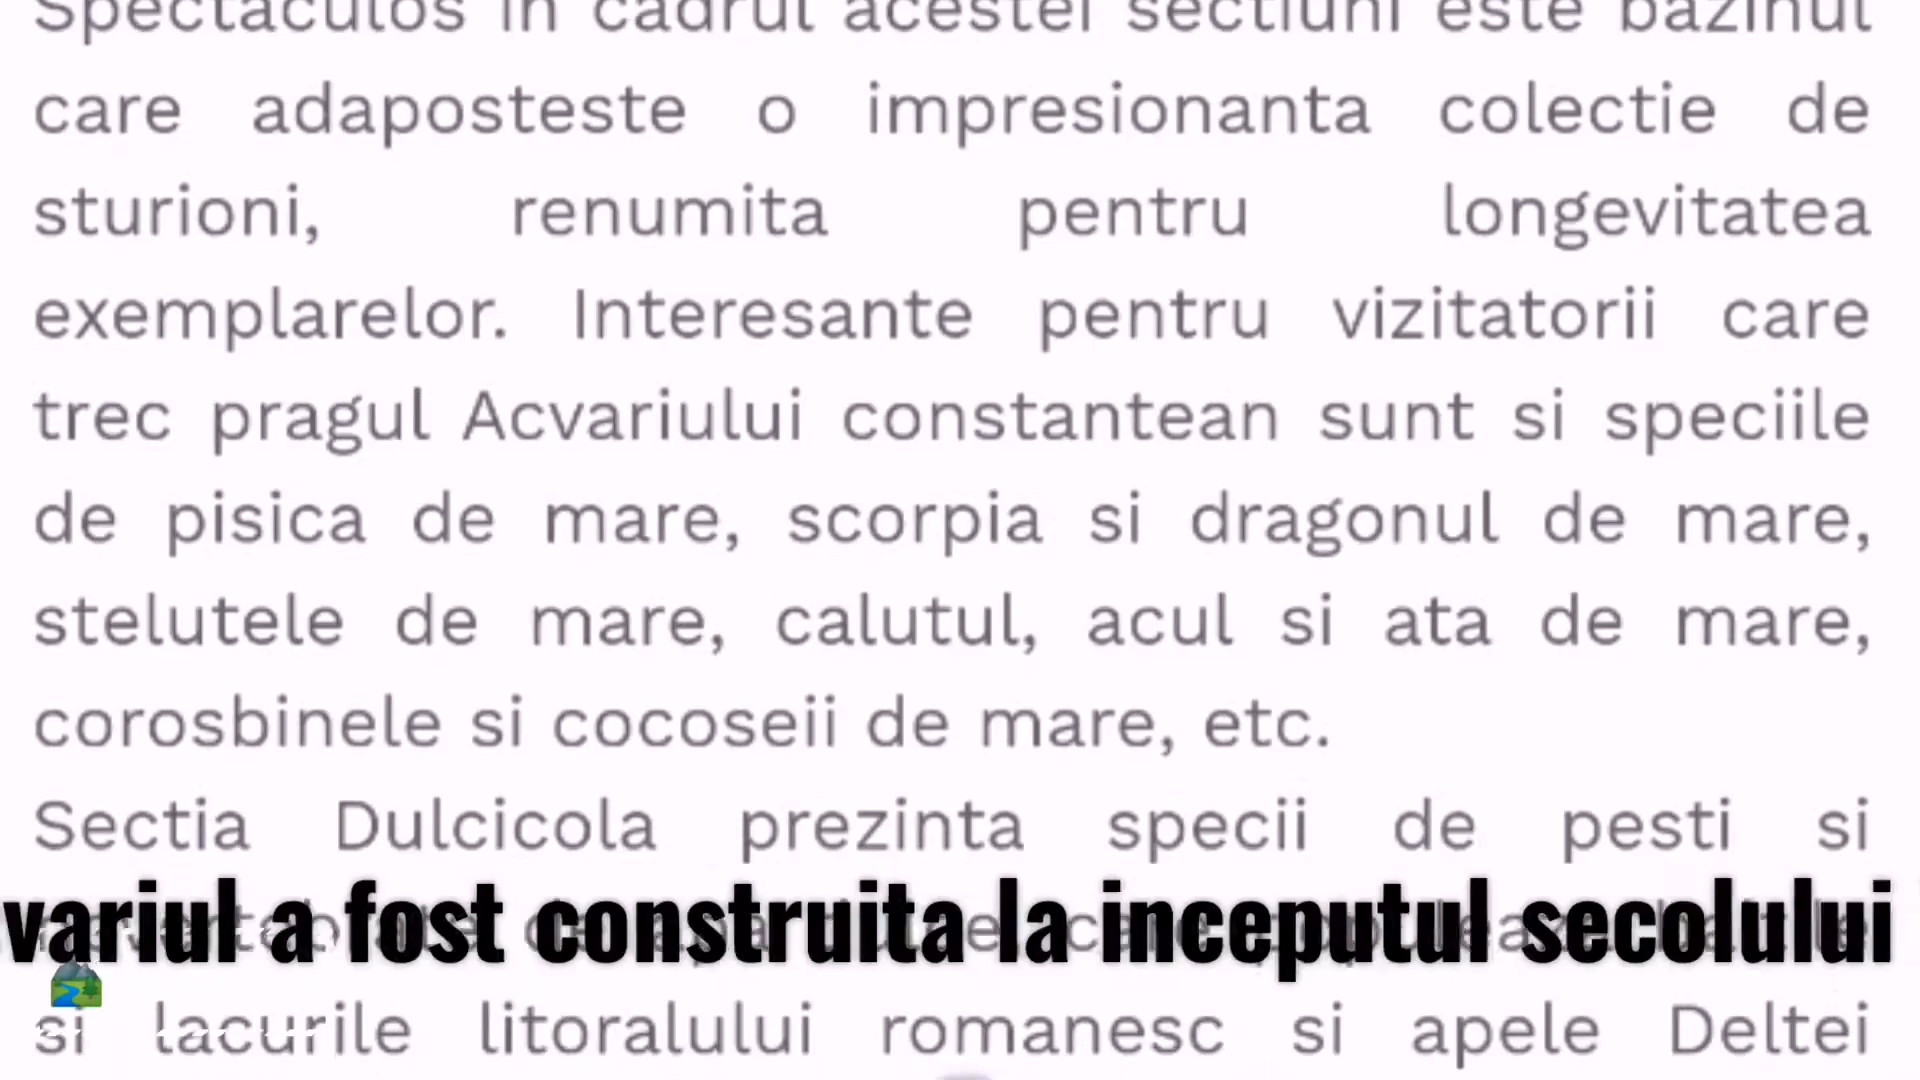 Spectaculos in cadrul acestei sectiuni este bazinul
care adaposteste o impresionanta colectie de
sturioni, renumita pentru longevitatea
exemplarelor. Interesante pentru vizitatorii care
trec pragul Acvariului constantean sunt si speciile
de pisica de mare, scorpia si dragonul de mare,
stelutele de mare, calutul, acul si ata de mare,
corosbinele si cocoseii de mare, etc.
Sectia Dulcicola prezinta specii de pesti si
variul a fost construita la inceputul secolului
si lacurile litoralului romanesc si apele Deltei